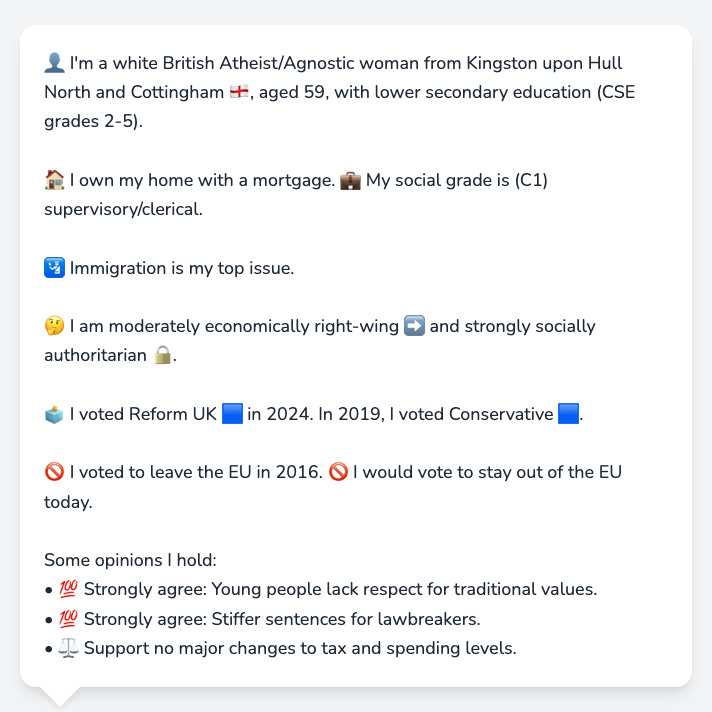 👤 I'm a white British Atheist/Agnostic woman from Kingston upon Hull
North and Cottingham 🏴󠁧󠁢󠁥󠁮󠁧󠁿, aged 59, with lower secondary education (CSE
grades 2-5).
🏠 I own my home with a mortgage. 💼 My social grade is (C1)
supervisory/clerical.
🛂 Immigration is my top issue.
🤔 I am moderately economically right-wing ➡️ and strongly socially
authoritarian 🔒.
🗳️ I voted Reform UK 🟦 in 2024. In 2019, I voted Conservative 🟦.
🚫 I voted to leave the EU in 2016. 🚫 I would vote to stay out of the EU
today.
Some opinions I hold:
• 💯 Strongly agree: Young people lack respect for traditional values.
• 💯 Strongly agree: Stiffer sentences for lawbreakers.
• ⚖️ Support no major changes to tax and spending levels.